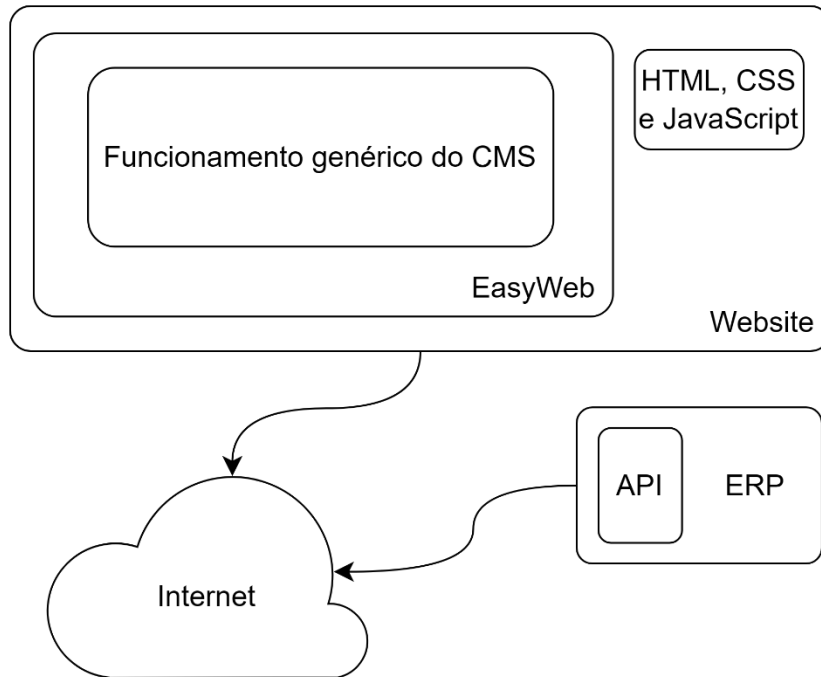 HTML, CSS
e JavaScript
Funcionamento genérico do CMS
EasyWeb
Website
API
ERP
Internet